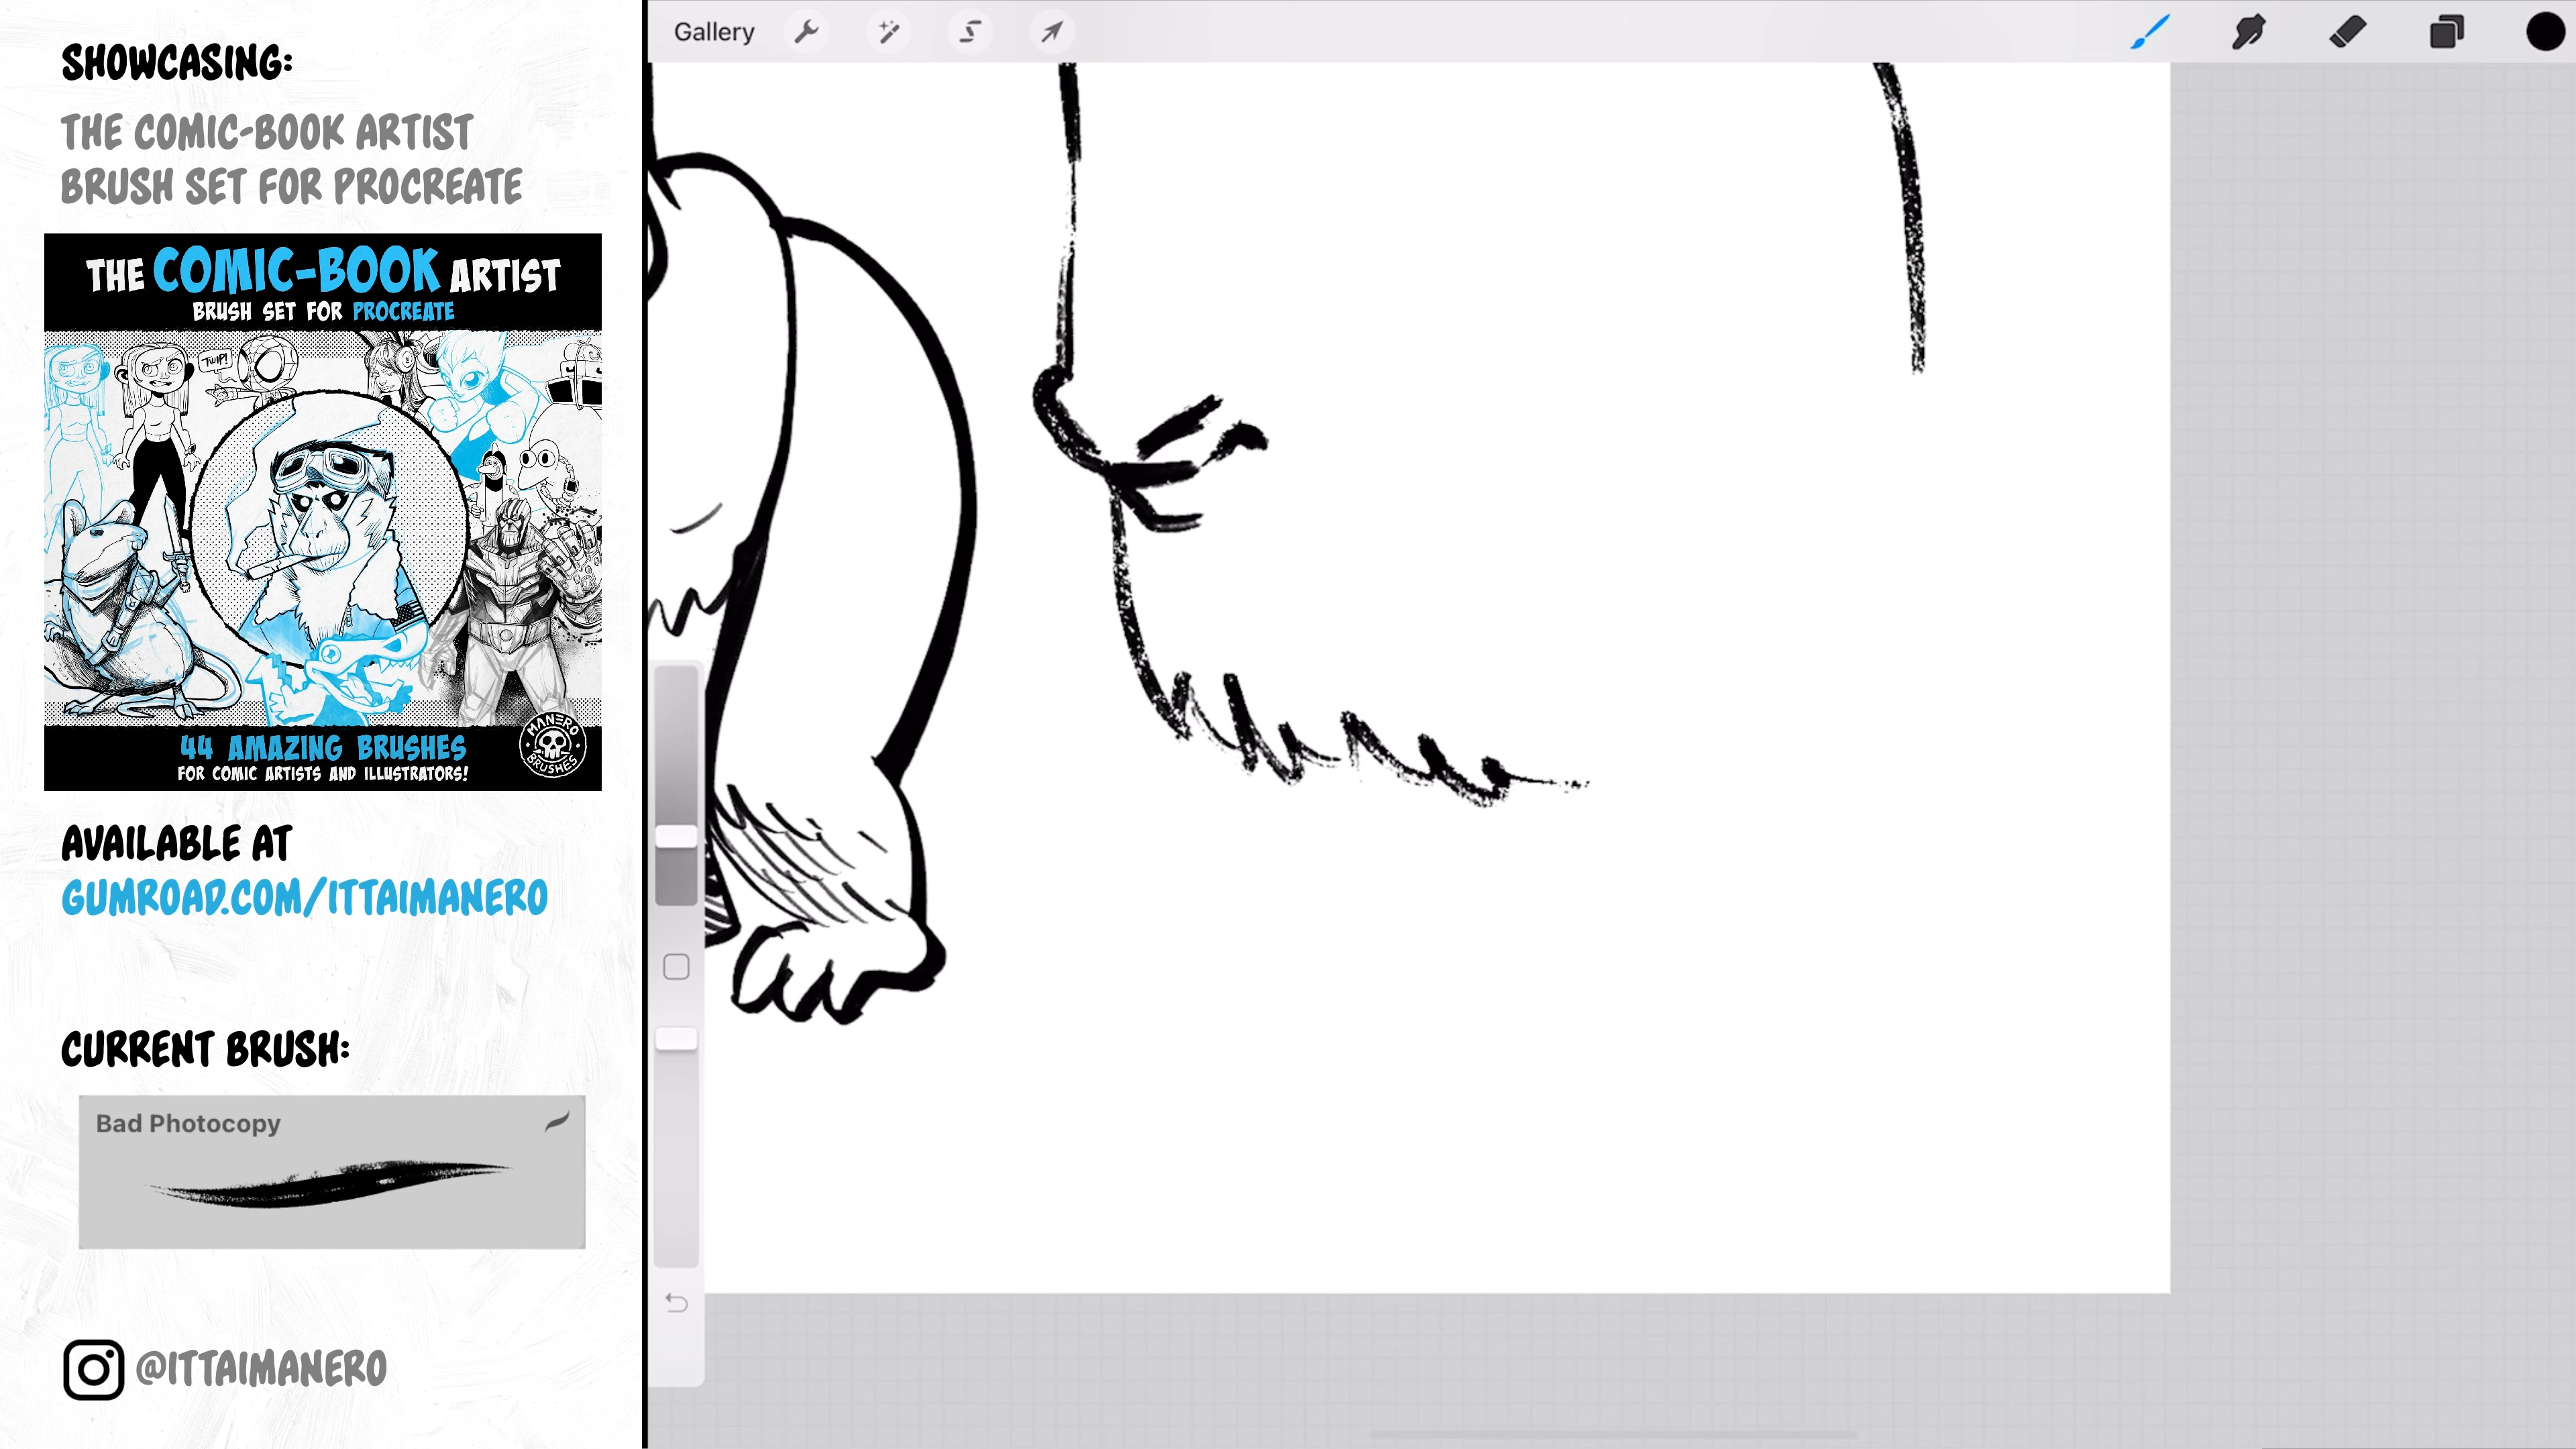 SHOWCASING:
THE COMIC-BOOK ARTIST
BRUSH SET FOR PROCREATE
THE COMIC-BOOK ARTIST
BRUSH SET FOR PROCREATE
TWIP!
44 AMAZING BRUSHES
FOR COMIC ARTISTS AND ILLUSTRATORS!
MANERO
BRUSHES
AVAILABLE AT
GUMROAD.COM/ITTAIMANERO
CURRENT BRUSH:
Bad Photocopy
@ITTAIMANERO
Gallery